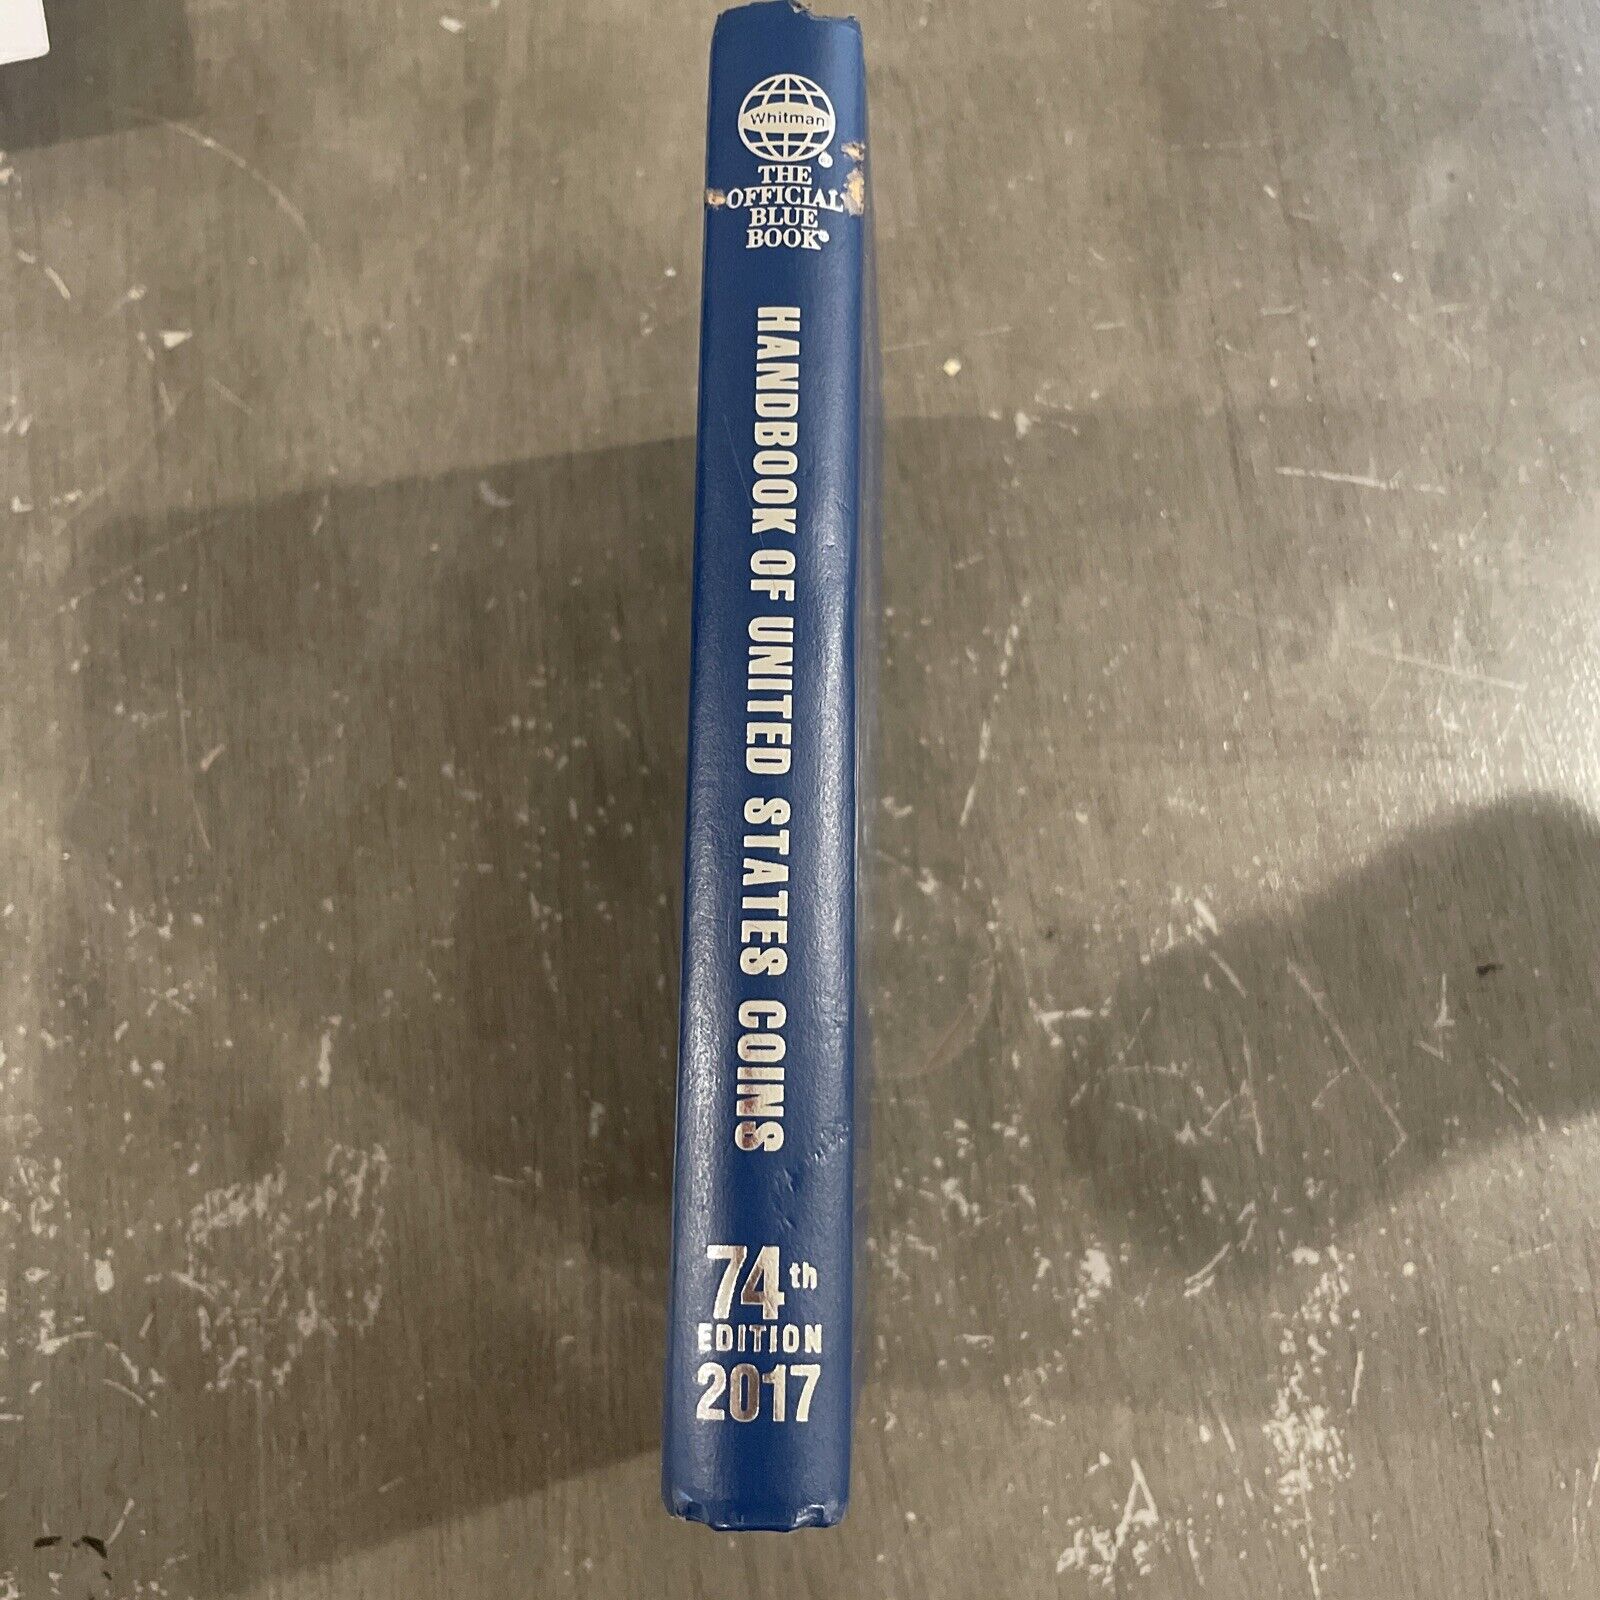 Whitman®
THE
OFFICIAL
BLUE
BOOK®
HANDBOOK OF UNITED STATES COINS
74th
EDITION
2017